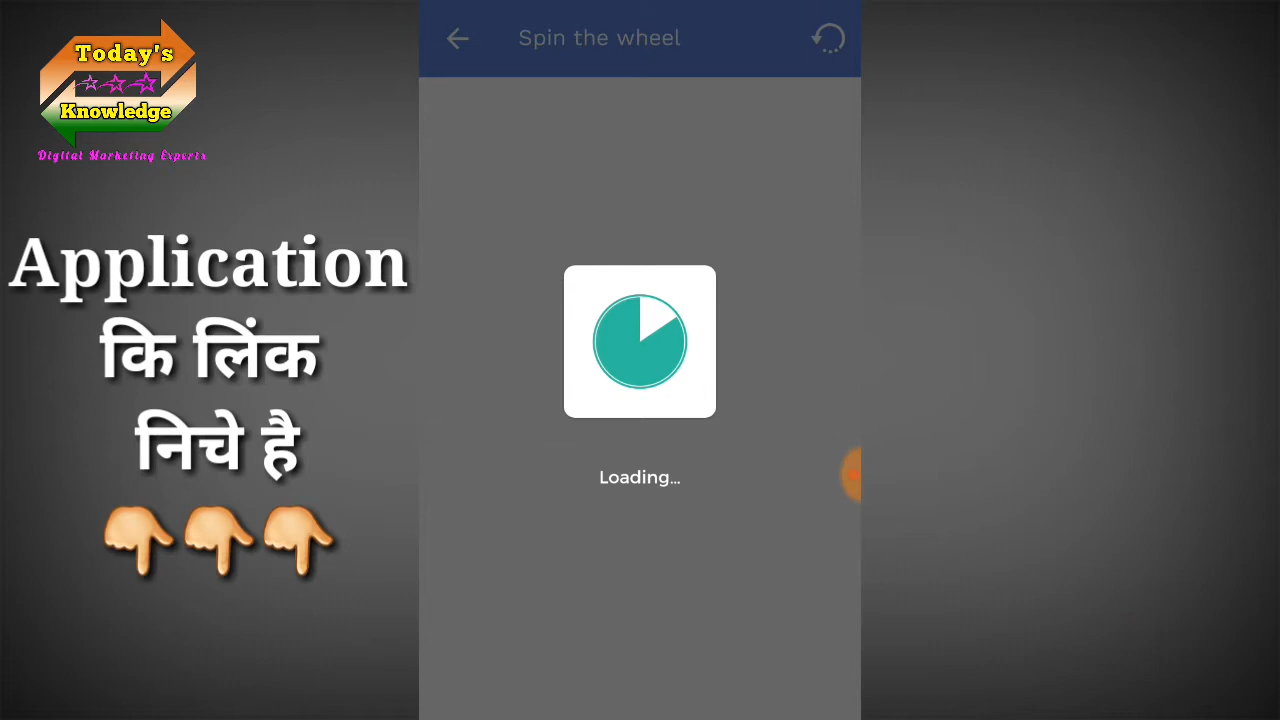 Today's
Knowledge
Digital Marketing Experts
Application
कि लिंक
निचे है
Spin the wheel
Loading...